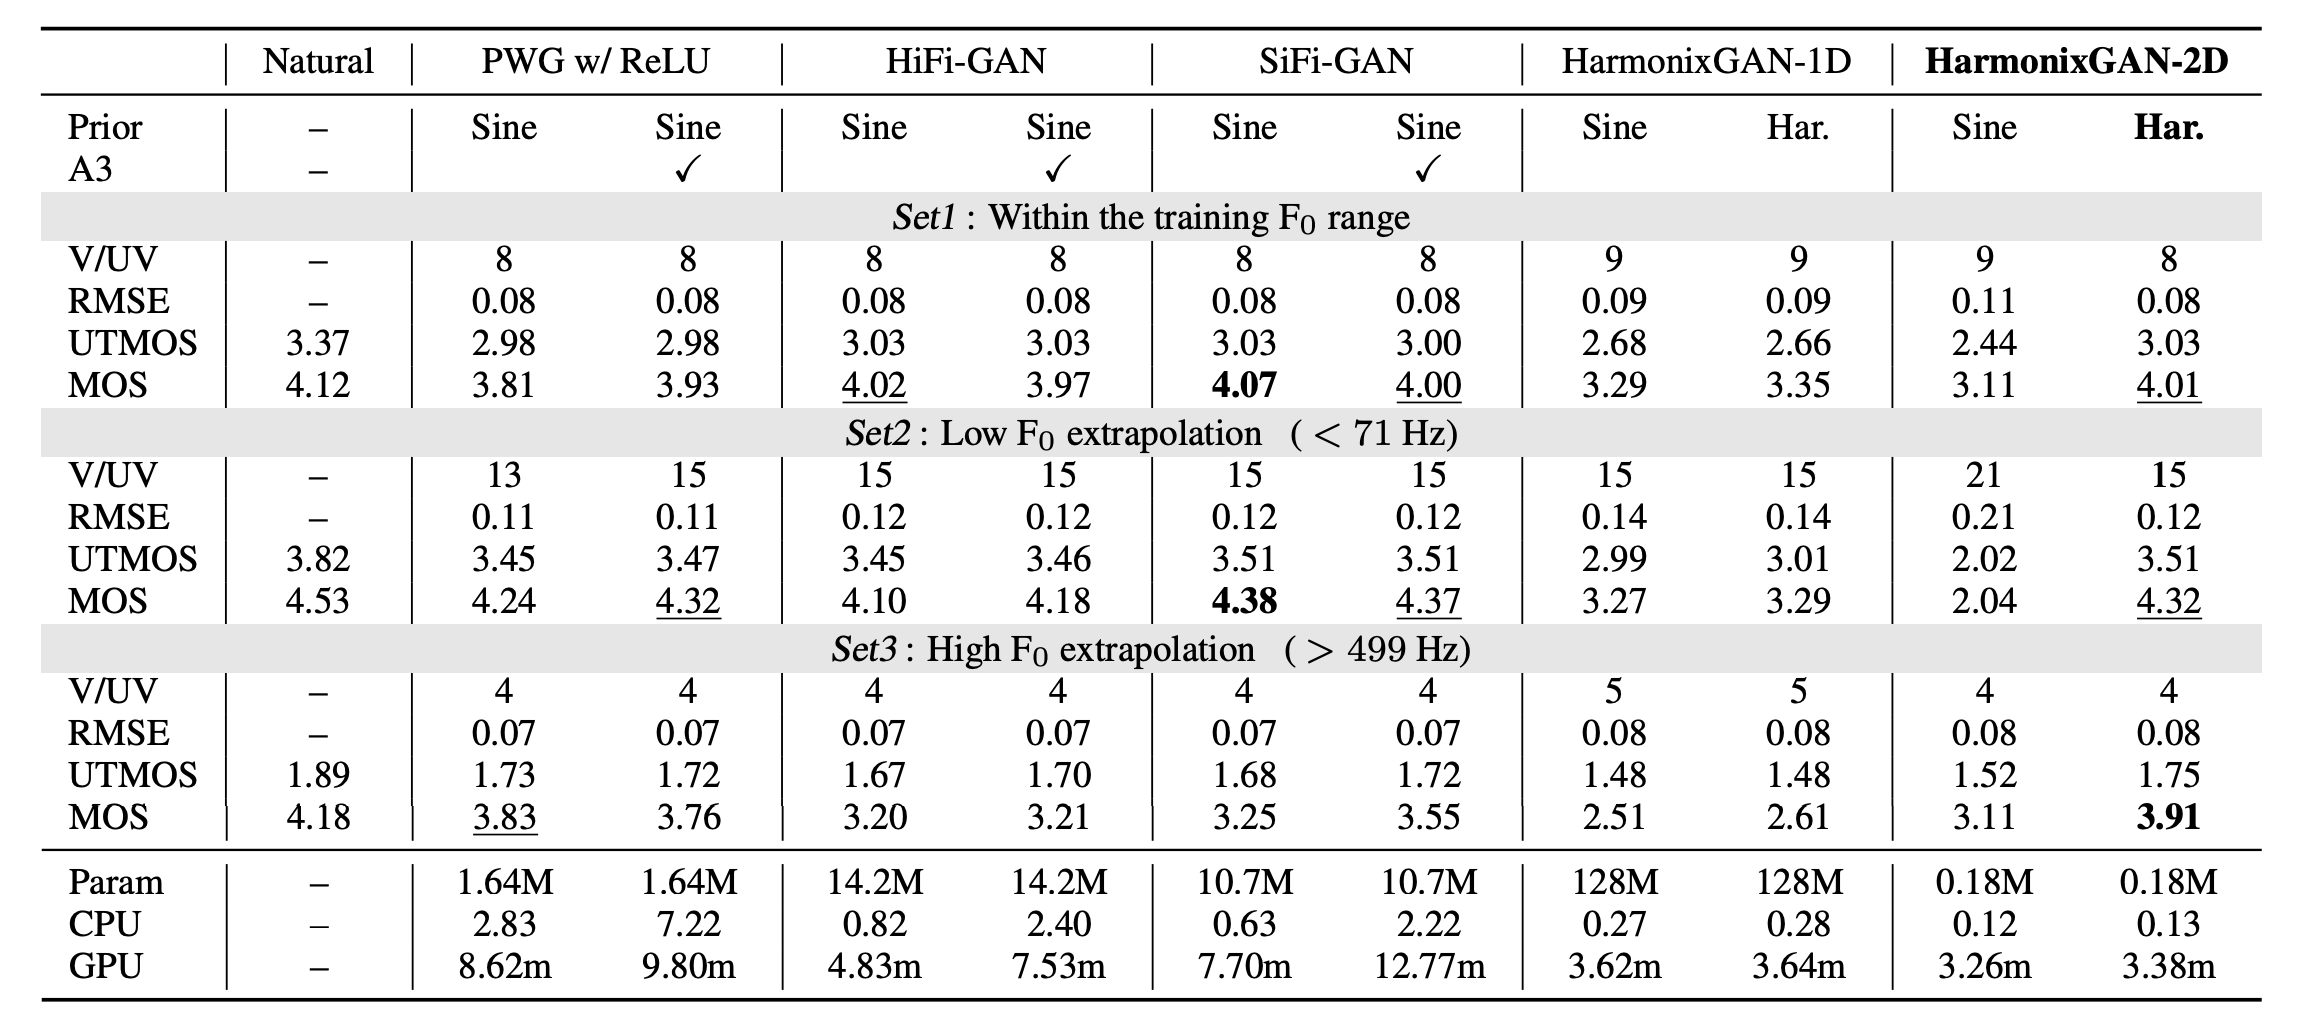 Natural PWG w/ ReLU HiFi-GAN SiFi-GAN HarmonixGAN-1D HarmonixGAN-2D
Prior – Sine Sine Sine Sine Sine Sine Sine Har. Sine Har.
A3 – ✓ ✓ ✓
Set1 : Within the training F₀ range
V/UV – 8 8 8 8 8 8 9 9 9 8
RMSE – 0.08 0.08 0.08 0.08 0.08 0.08 0.09 0.09 0.11 0.08
UTMOS 3.37 2.98 2.98 3.03 3.03 3.03 3.00 2.68 2.66 2.44 3.03
MOS 4.12 3.81 3.93 4.02 3.97 4.07 4.00 3.29 3.35 3.11 4.01
Set2 : Low F₀ extrapolation ( < 71 Hz)
V/UV – 13 15 15 15 15 15 15 15 21 15
RMSE – 0.11 0.11 0.12 0.12 0.12 0.12 0.14 0.14 0.21 0.12
UTMOS 3.82 3.45 3.47 3.45 3.46 3.51 3.51 2.99 3.01 2.02 3.51
MOS 4.53 4.24 4.32 4.10 4.18 4.38 4.37 3.27 3.29 2.04 4.32
Set3 : High F₀ extrapolation ( > 499 Hz)
V/UV – 4 4 4 4 4 4 5 5 4 4
RMSE – 0.07 0.07 0.07 0.07 0.07 0.07 0.08 0.08 0.08 0.08
UTMOS 1.89 1.73 1.72 1.67 1.70 1.68 1.72 1.48 1.48 1.52 1.75
MOS 4.18 3.83 3.76 3.20 3.21 3.25 3.55 2.51 2.61 3.11 3.91
Param – 1.64M 1.64M 14.2M 14.2M 10.7M 10.7M 128M 128M 0.18M 0.18M
CPU – 2.83 7.22 0.82 2.40 0.63 2.22 0.27 0.28 0.12 0.13
GPU – 8.62m 9.80m 4.83m 7.53m 7.70m 12.77m 3.62m 3.64m 3.26m 3.38m